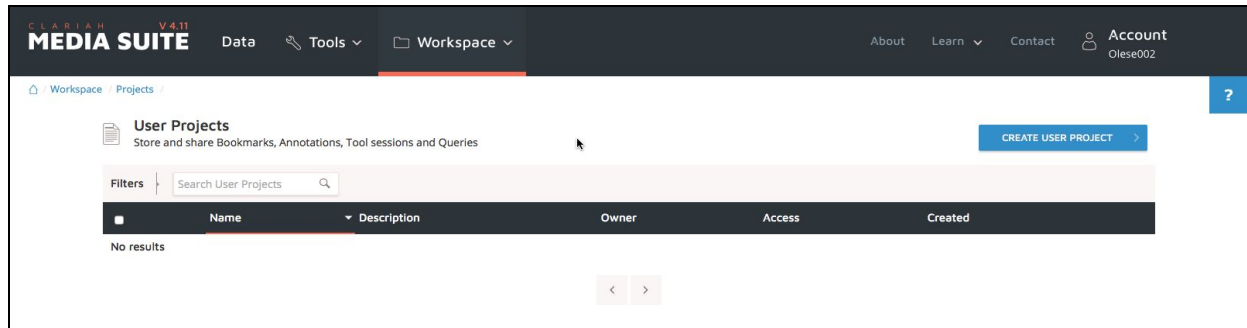 CLARIAH V 4.11
MEDIA SUITE Data Tools Workspace About Learn Contact Account
Olese002
/ Workspace / Projects /
?
User Projects
Store and share Bookmarks, Annotations, Tool sessions and Queries
CREATE USER PROJECT
Filters Search User Projects
Name Description Owner Access Created
No results
< >